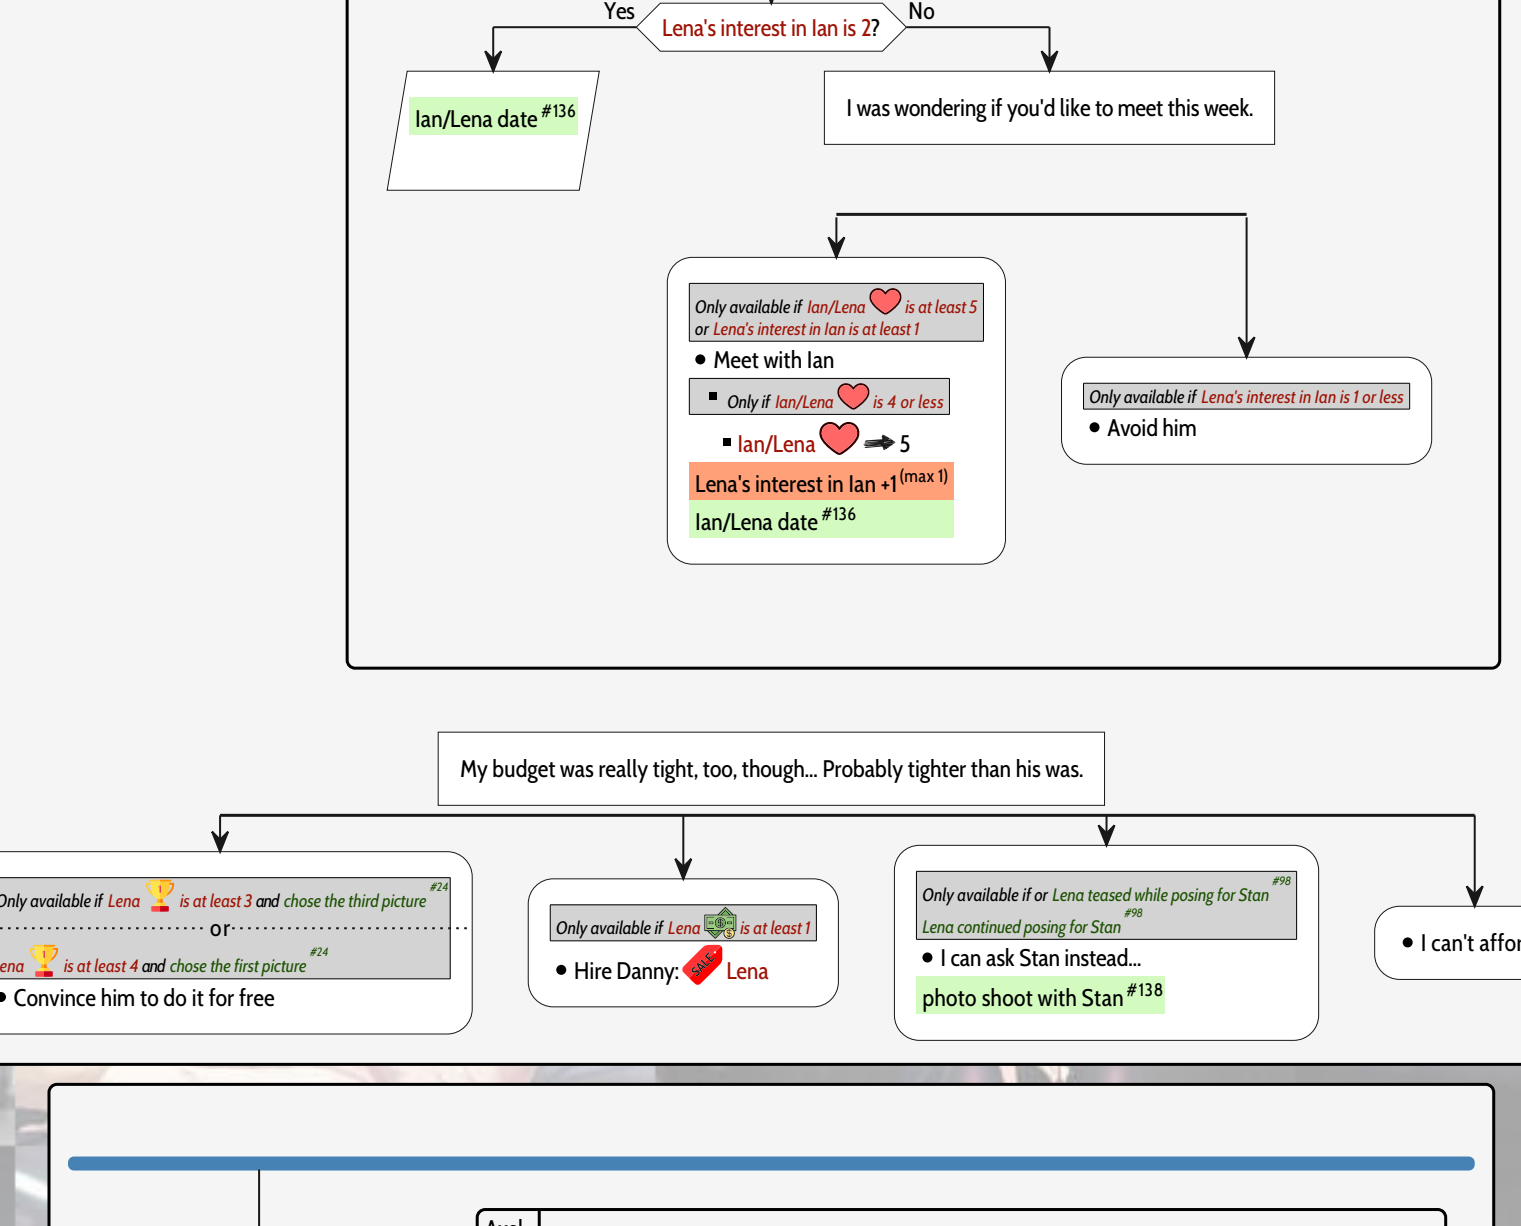 Yes
No
Lena's interest in Ian is 2?
Ian/Lena date #136
I was wondering if you'd like to meet this week.
Only available if Ian/Lena is at least 5
or Lena's interest in Ian is at least 1
Meet with Ian
Only if Ian/Lena is 4 or less
Ian/Lena 5
Lena's interest in Ian +1 (max 1)
Ian/Lena date #136
Only available if Lena's interest in Ian is 1 or less
Avoid him
My budget was really tight, too, though... Probably tighter than his was.
Only available if Lena is at least 3 and chose the third picture #24
or
ena is at least 4 and chose the first picture #24
Convince him to do it for free
Only available if Lena is at least 1
Hire Danny: SALE Lena
Only available if or Lena teased while posing for Stan #98
Lena continued posing for Stan #98
I can ask Stan instead...
photo shoot with Stan #138
I can't affor